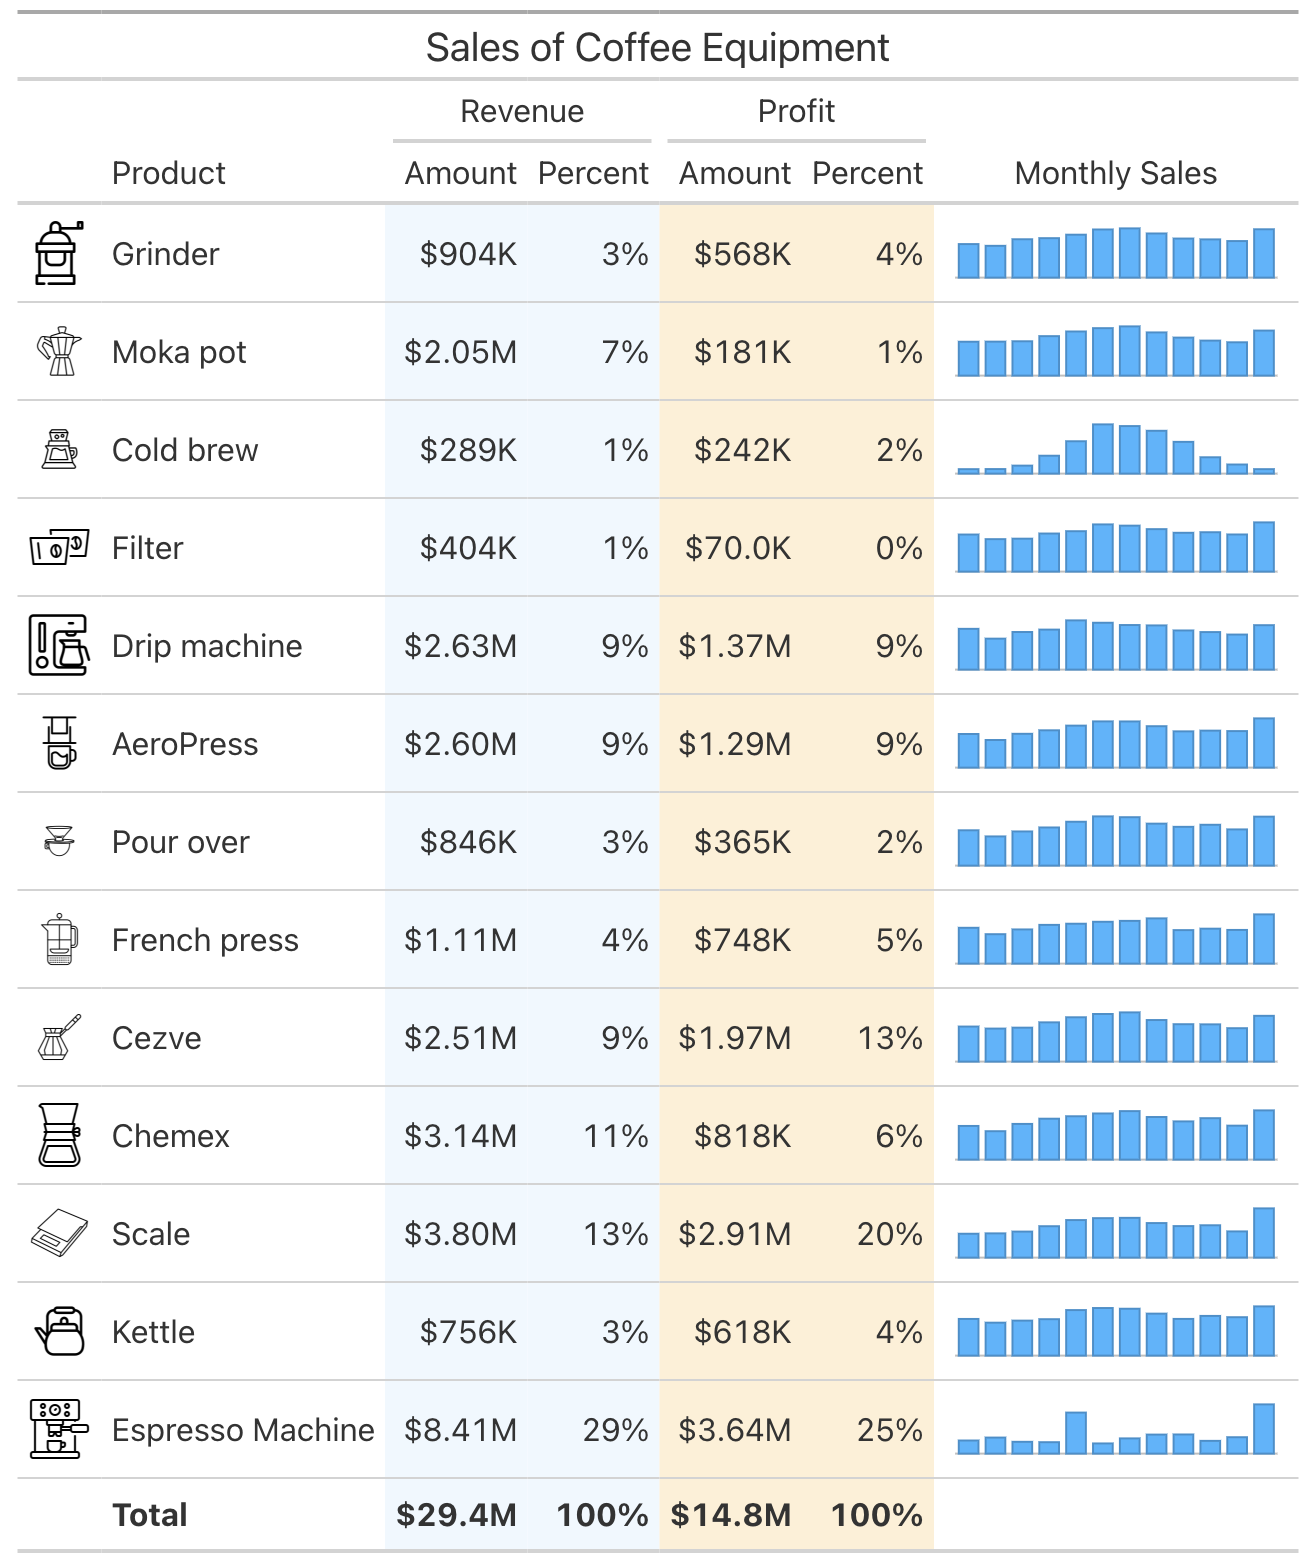 Sales of Coffee Equipment
Revenue Profit
Product Amount Percent Amount Percent Monthly Sales
Grinder $904K 3% $568K 4%
Moka pot $2.05M 7% $181K 1%
Cold brew $289K 1% $242K 2%
Filter $404K 1% $70.0K 0%
Drip machine $2.63M 9% $1.37M 9%
AeroPress $2.60M 9% $1.29M 9%
Pour over $846K 3% $365K 2%
French press $1.11M 4% $748K 5%
Cezve $2.51M 9% $1.97M 13%
Chemex $3.14M 11% $818K 6%
Scale $3.80M 13% $2.91M 20%
Kettle $756K 3% $618K 4%
Espresso Machine $8.41M 29% $3.64M 25%
Total $29.4M 100% $14.8M 100%